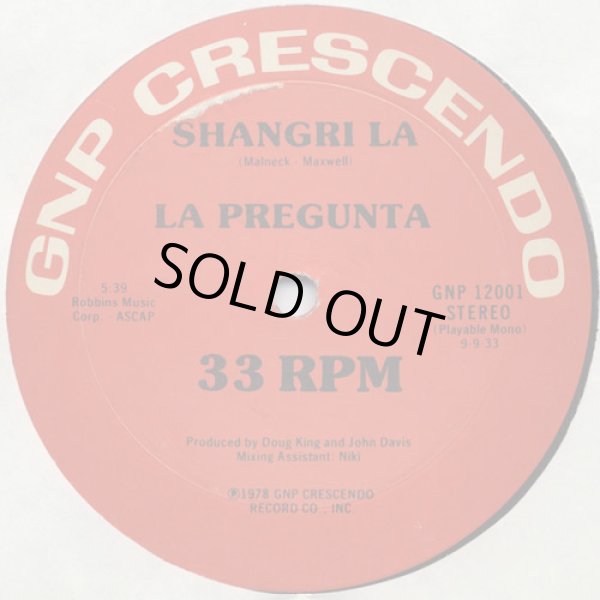 GNP CRESCENDO
SHANGRI LA
(Malneck - Maxwell)
LA PREGUNTA
5:39
Robbins Music
Corp. - ASCAP
GNP 12001
STEREO
(Playable Mono)
9-9-33
SOLD OUT
33 RPM
Produced by Doug King and John Davis
Mixing Assistant: Niki
℗1978 GNP CRESCENDO
RECORD CO., INC.